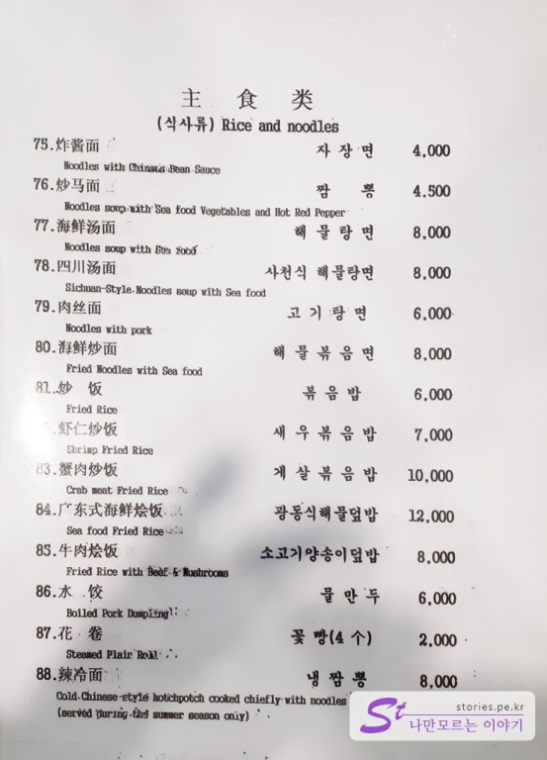 主 食 类
(식사류) Rice and noodles
75.炸酱面 자 장 면 4,000
Noodles with Chinaus Bean Sauce
76.炒马面 짬 뽕 4.500
Noodles soup with Sea food Vegetables and Hot Red Pepper
77.海鲜汤面 해 물 탕 면 8,000
Noodles soup with Sea food
78.四川汤面 사천식 해물탕면 8,000
Sichuan-Style Noodles soup with Sea food
79.肉丝面 고 기 탕 면 6,000
Noodles with pork
80.海鲜炒面 해 물 볶 음 면 8,000
Fried Noodles with Sea food
81.炒 饭 볶 음 밥 6,000
Fried Rice
虾仁炒饭 새 우 볶 음 밥 7,000
Shrimp Fried Rice
83.蟹肉炒饭 게 살 볶 음 밥 10,000
Crab meat Fried Rice
84.广东式海鲜烩饭 광동식해물덮밥 12,000
Sea food Fried Rice
85.牛肉烩饭 소고기양송이덮밥 8,000
Fried Rice with Beef & Mushrooms
86.水 饺 물 만 두 6,000
Boiled Pork Dumpling
87.花 卷 꽃 빵(4 个) 2,000
Steamed Plair Roll
88.辣冷面 냉 짬 뽕 8,000
Cold Chinese style hotchpotch cooked chiefly with noodles
(served during the summer season only)
St stories.pe.kr
나만모르는 이야기